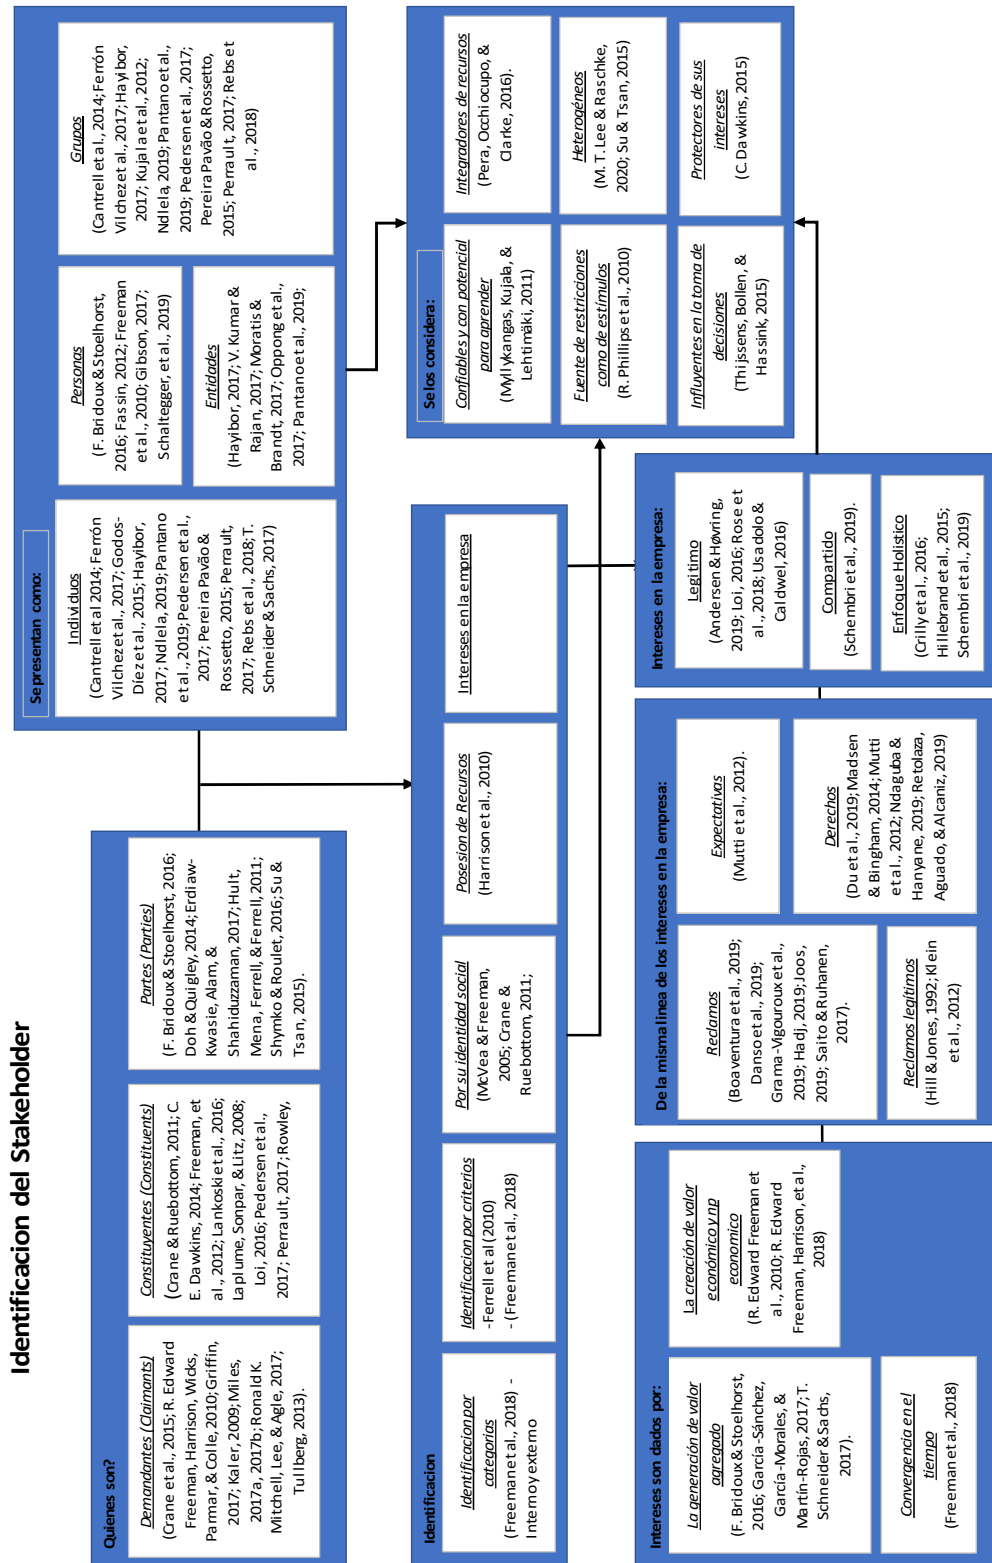 Identificacion del Stakeholder
Quienes son?
Demandantes (Claimants)
(Crane et al., 2015; R. Edward
Freeman, Harrison, Wicks,
Parmar, & Colle, 2010; Griffin,
2017; Kaler, 2009; Miles,
2017a, 2017b; Ronald K.
Mitchell, Lee, & Agle, 2017;
Tullberg, 2013).
Constituyentes (Constituents)
(Crane & Ruebottom, 2011; C.
E. Dawkins, 2014; Freeman, et
al., 2012; Lankoski et al., 2016;
Laplume, Sonpar, & Litz, 2008;
Loi, 2016; Pedersen et al.,
2017; Perrault, 2017; Rowley,
2017)
Partes (Parties)
(F. Bridoux & Stoelhorst, 2016;
Doh & Quigley, 2014; Erdiaw-
Kwasie, Alam, &
Shahiduzzman, 2017; Hult,
Mena, Ferrell, & Ferrell, 2011;
Shymko & Roulet, 2016; Su &
Tsan, 2015).
Se presentan como:
Individuos
(Cantrell et al 2014; Ferrón
Vilchez et al., 2017; Godos-
Díez et al., 2015; Hayibor,
2017; Ndlela, 2019; Pantano
et al., 2019; Pedersen et al.,
2017; Pereira Pavão &
Rossetto, 2015; Perrault,
2017; Rebs et al., 2018; T.
Schneider & Sachs, 2017)
Personas
(F. Bridoux & Stoelhorst,
2016; Fassin, 2012; Freeman
et al., 2010; Gibson, 2017;
Schaltegger, et al., 2019)
Entidades
(Hayibor, 2017; V. Kumar &
Rajan, 2017; Moratis &
Brandt, 2017; Oppong et al.,
2017; Pantano et al., 2019;
Grupos
(Cantrell et al., 2014; Ferrón
Vilchez et al., 2017; Hayibor,
2017; Kujala et al., 2012;
Ndlela, 2019; Pantano et al.,
2019; Pedersen et al., 2017;
Pereira Pavão & Rossetto,
2015; Perrault, 2017; Rebs et
al., 2018)
Identificacion
Identificacion por
categorias
(Freeman et al., 2018) -
Interno y externo
Identificacion por criterios
- Ferrell et al (2010)
- (Freeman et al., 2018)
Por su identidad social
(McVea & Freeman,
2005; Crane &
Ruebottom, 2011;
Posesion de Recursos
(Harrison et al., 2010)
Intereses en la empresa
Se los considera:
Confiables y con potencial
para aprender
(Myllykangas, Kujala, &
Lehtimäki, 2011)
Integradores de recursos
(Pera, Occhiocupo, &
Clarke, 2016).
Fuente de restricciones
como de estímulos
(R. Phillips et al., 2010)
Heterogéneos
(M. T. Lee & Raschke,
2020; Su & Tsan, 2015)
Influyentes en la toma de
decisiones
(Thijssens, Bollen, &
Hassink, 2015)
Protectores de sus
intereses
(C. Dawkins, 2015)
Intereses son dados por:
La generación de valor
agregado
(F. Bridoux & Stoelhorst,
2016; García-Sánchez,
García-Morales, &
Martín-Rojas, 2017; T.
Schneider & Sachs,
2017).
La creación de valor
económico y np
economico
(R. Edward Freeman et
al., 2010; R. Edward
Freeman, Harrison, et al.,
2018)
Convergencia en el
tiempo
(Freeman et al., 2018)
De la misma linea de los intereses en la empresa:
Reclamos
(Boaventura et al., 2019;
Danso et al., 2019;
Grama-Vigouroux et al.,
2019; Hadj, 2019; Joos,
2019; Saito & Ruhanen,
2017).
Expectativas
(Mutti et al., 2012).
Reclamos legítimos
(Hill & Jones, 1992; Klein
et al., 2012)
Derechos
(Du et al., 2019; Madsen
& Bingham, 2014; Mutti
et al., 2012; Ndaguba &
Hanyane, 2019; Retolaza,
Aguado, & Alcaniz, 2019)
Intereses en la empresa:
Legitimo
(Andersen & Høvring,
2019; Loi, 2016; Rose et
al., 2018; Usadolo &
Caldwel, 2016)
Compartido
(Schembri et al., 2019).
Enfoque Holístico
(Crilly et al., 2016;
Hillebrand et al., 2015;
Schembri et al., 2019)